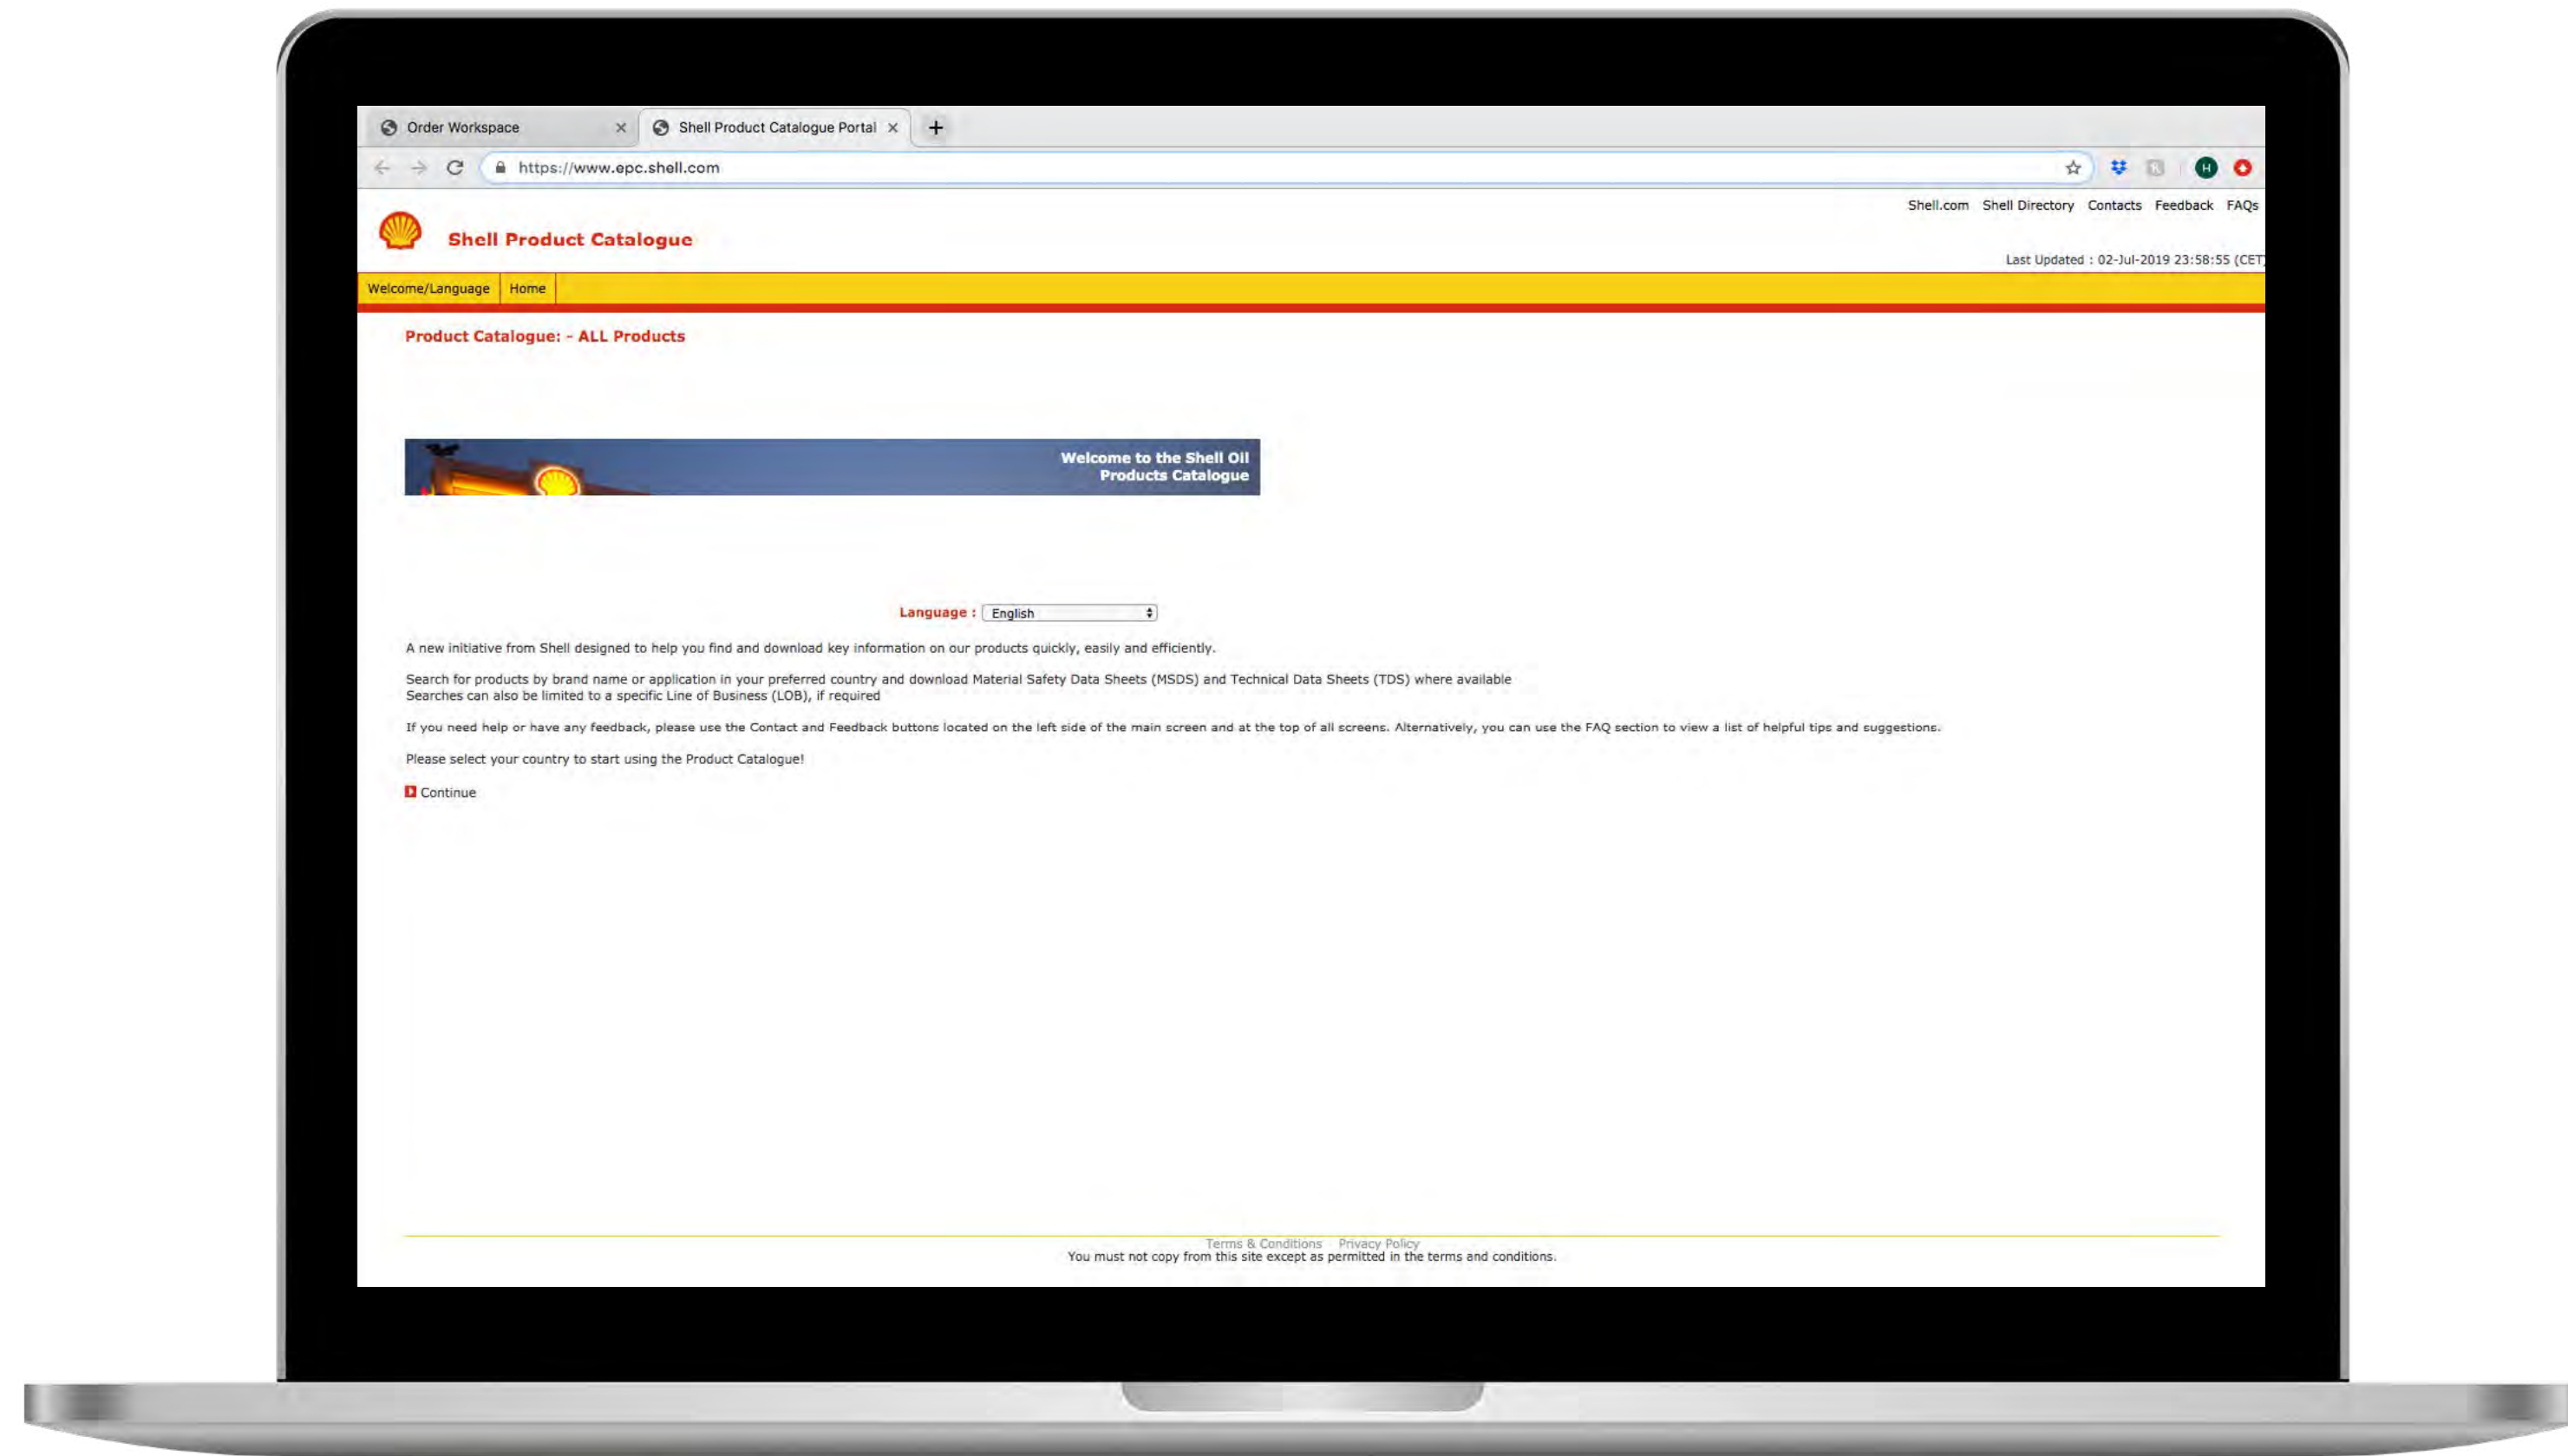 Order Workspace
Shell Product Catalogue Portal
https://www.epc.shell.com
H
Shell.com Shell Directory Contacts Feedback FAQs
Shell Product Catalogue
Last Updated : 02-Jul-2019 23:58:55 (CET)
Welcome/Language Home
Product Catalogue: - ALL Products
Welcome to the Shell Oil
Products Catalogue
Language : English
A new initiative from Shell designed to help you find and download key information on our products quickly, easily and efficiently.
Search for products by brand name or application in your preferred country and download Material Safety Data Sheets (MSDS) and Technical Data Sheets (TDS) where available
Searches can also be limited to a specific Line of Business (LOB), if required
If you need help or have any feedback, please use the Contact and Feedback buttons located on the left side of the main screen and at the top of all screens. Alternatively, you can use the FAQ section to view a list of helpful tips and suggestions.
Please select your country to start using the Product Catalogue!
Continue
Terms & Conditions Privacy Policy
You must not copy from this site except as permitted in the terms and conditions.